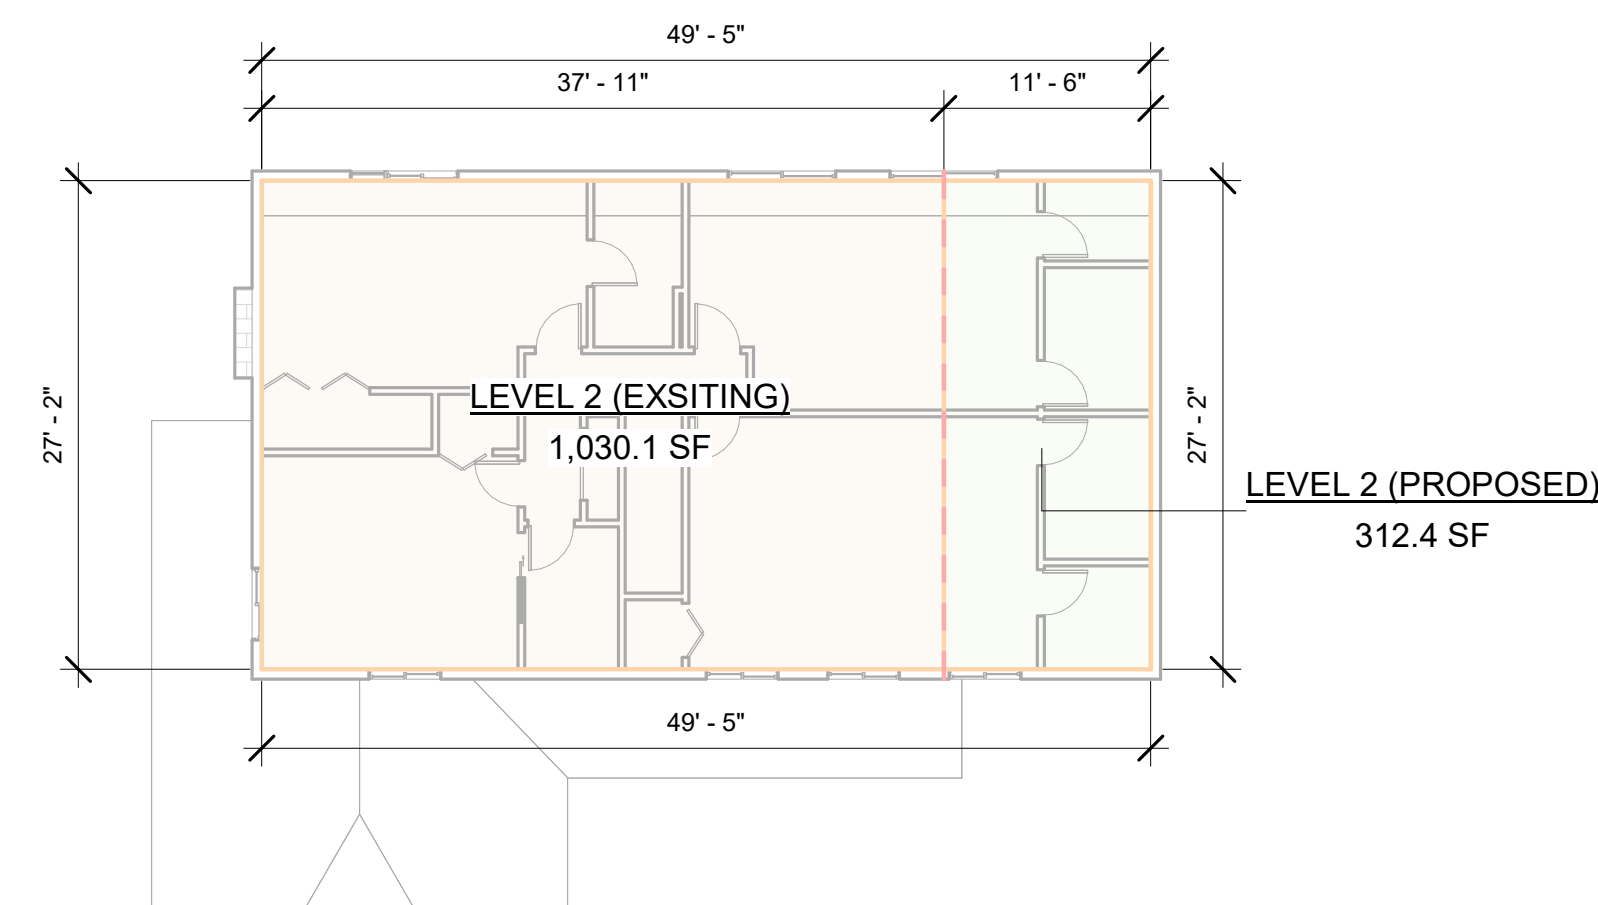 49' - 5"
37' - 11"
11' - 6"
27' - 2"
LEVEL 2 (EXSITING)
1,030.1 SF
27' - 2"
LEVEL 2 (PROPOSED)
312.4 SF
49' - 5"